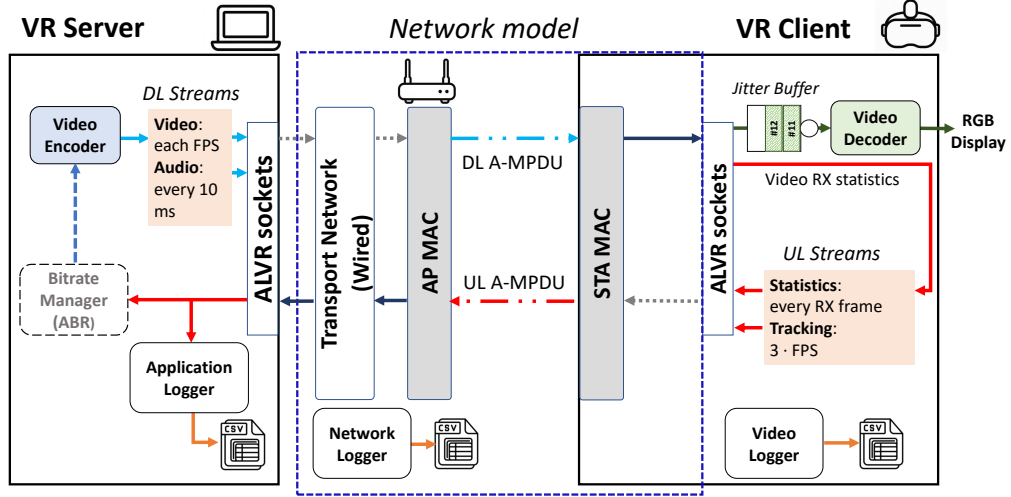 VR Server
Network model
VR Client
DL Streams
Video
Encoder
Video:
each FPS
Audio:
every 10
ms
ALVR sockets
Bitrate
Manager
(ABR)
Application
Logger
CSV
Transport Network
(Wired)
AP MAC
DL A-MPDU
UL A-MPDU
STA MAC
Network
Logger
CSV
Jitter Buffer
#12
#11
Video
Decoder
RGB
Display
Video RX statistics
ALVR sockets
UL Streams
Statistics:
every RX frame
Tracking:
3 · FPS
Video
Logger
CSV